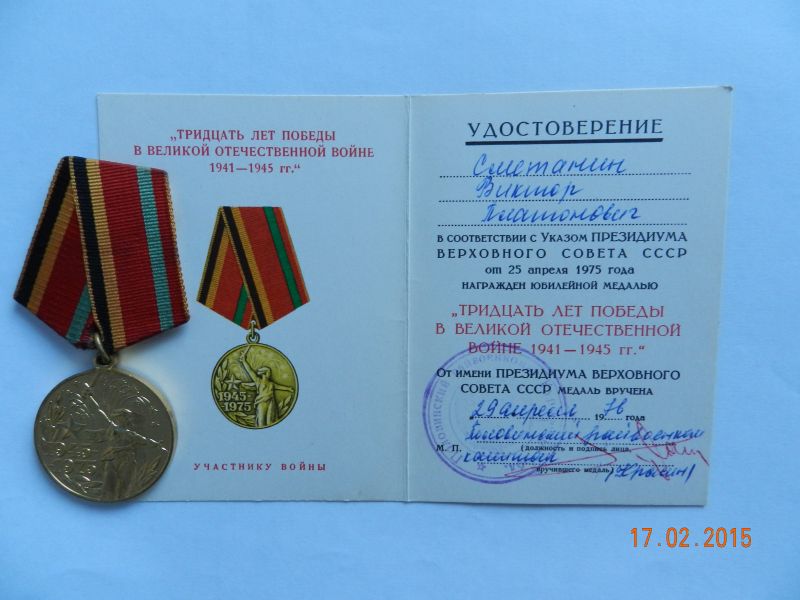 „ТРИДЦАТЬ ЛЕТ ПОБЕДЫ
В ВЕЛИКОЙ ОТЕЧЕСТВЕННОЙ ВОЙНЕ
1941—1945 гг.“
1945
1975
УЧАСТНИКУ ВОЙНЫ
1945
УДОСТОВЕРЕНИЕ
Сметанин
Виктор
Платонович
В СООТВЕТСТВИИ С УКАЗОМ ПРЕЗИДИУМА
ВЕРХОВНОГО СОВЕТА СССР
от 25 апреля 1975 года
НАГРАЖДЕН ЮБИЛЕЙНОЙ МЕДАЛЬЮ
„ТРИДЦАТЬ ЛЕТ ПОБЕДЫ
В ВЕЛИКОЙ ОТЕЧЕСТВЕННОЙ
ВОЙНЕ 1941—1945 гг.“
От имени ПРЕЗИДИУМА ВЕРХОВНОГО
СОВЕТА СССР МЕДАЛЬ ВРУЧЕНА
„29 апреля 1976 года
М. П. (должность и подпись лица,
вручившего медаль)
17.02.2015